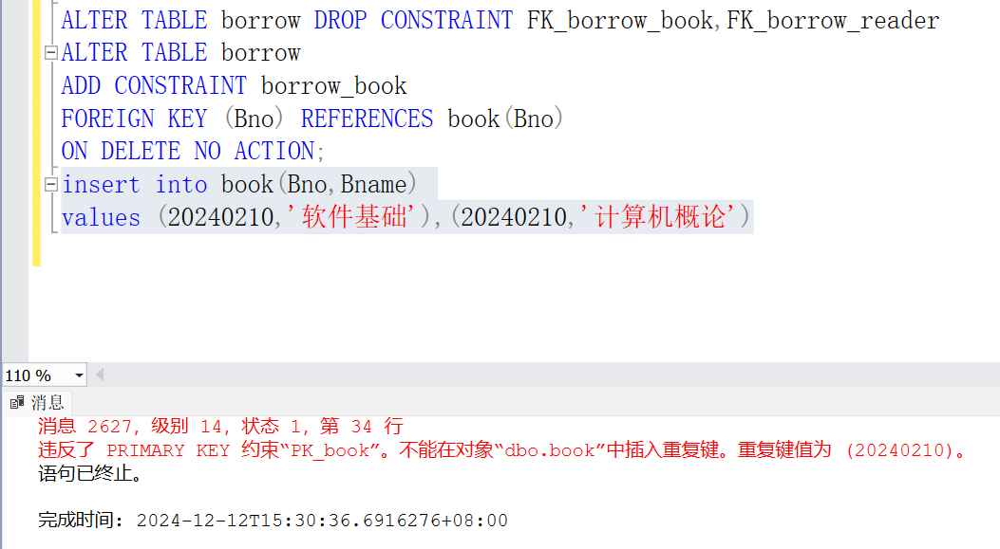 ALTER TABLE borrow DROP CONSTRAINT FK_borrow_book,FK_borrow_reader
ALTER TABLE borrow
ADD CONSTRAINT borrow_book
FOREIGN KEY (Bno) REFERENCES book(Bno)
ON DELETE NO ACTION;
insert into book(Bno,Bname)
values (20240210,'软件基础'),(20240210,'计算机概论')
110 %
消息
消息 2627, 级别 14, 状态 1, 第 34 行
违反了 PRIMARY KEY 约束“PK_book”。不能在对象“dbo.book”中插入重复键。重复键值为 (20240210)。
语句已终止。
完成时间: 2024-12-12T15:30:36.6916276+08:00